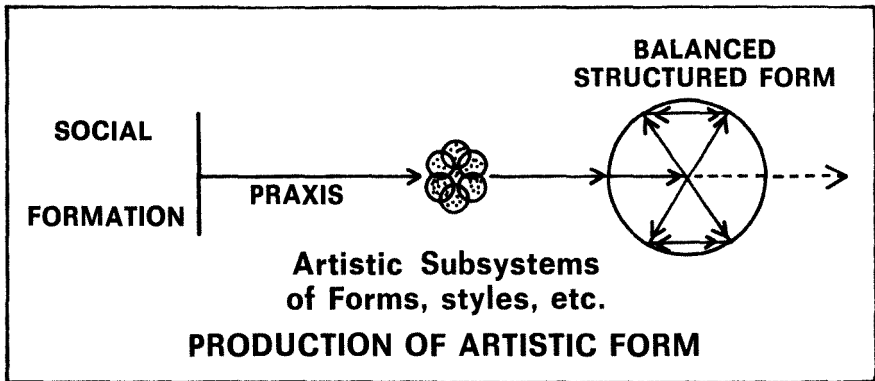 BALANCED
STRUCTURED FORM
SOCIAL
FORMATION
PRAXIS
Artistic Subsystems
of Forms, styles, etc.
PRODUCTION OF ARTISTIC FORM